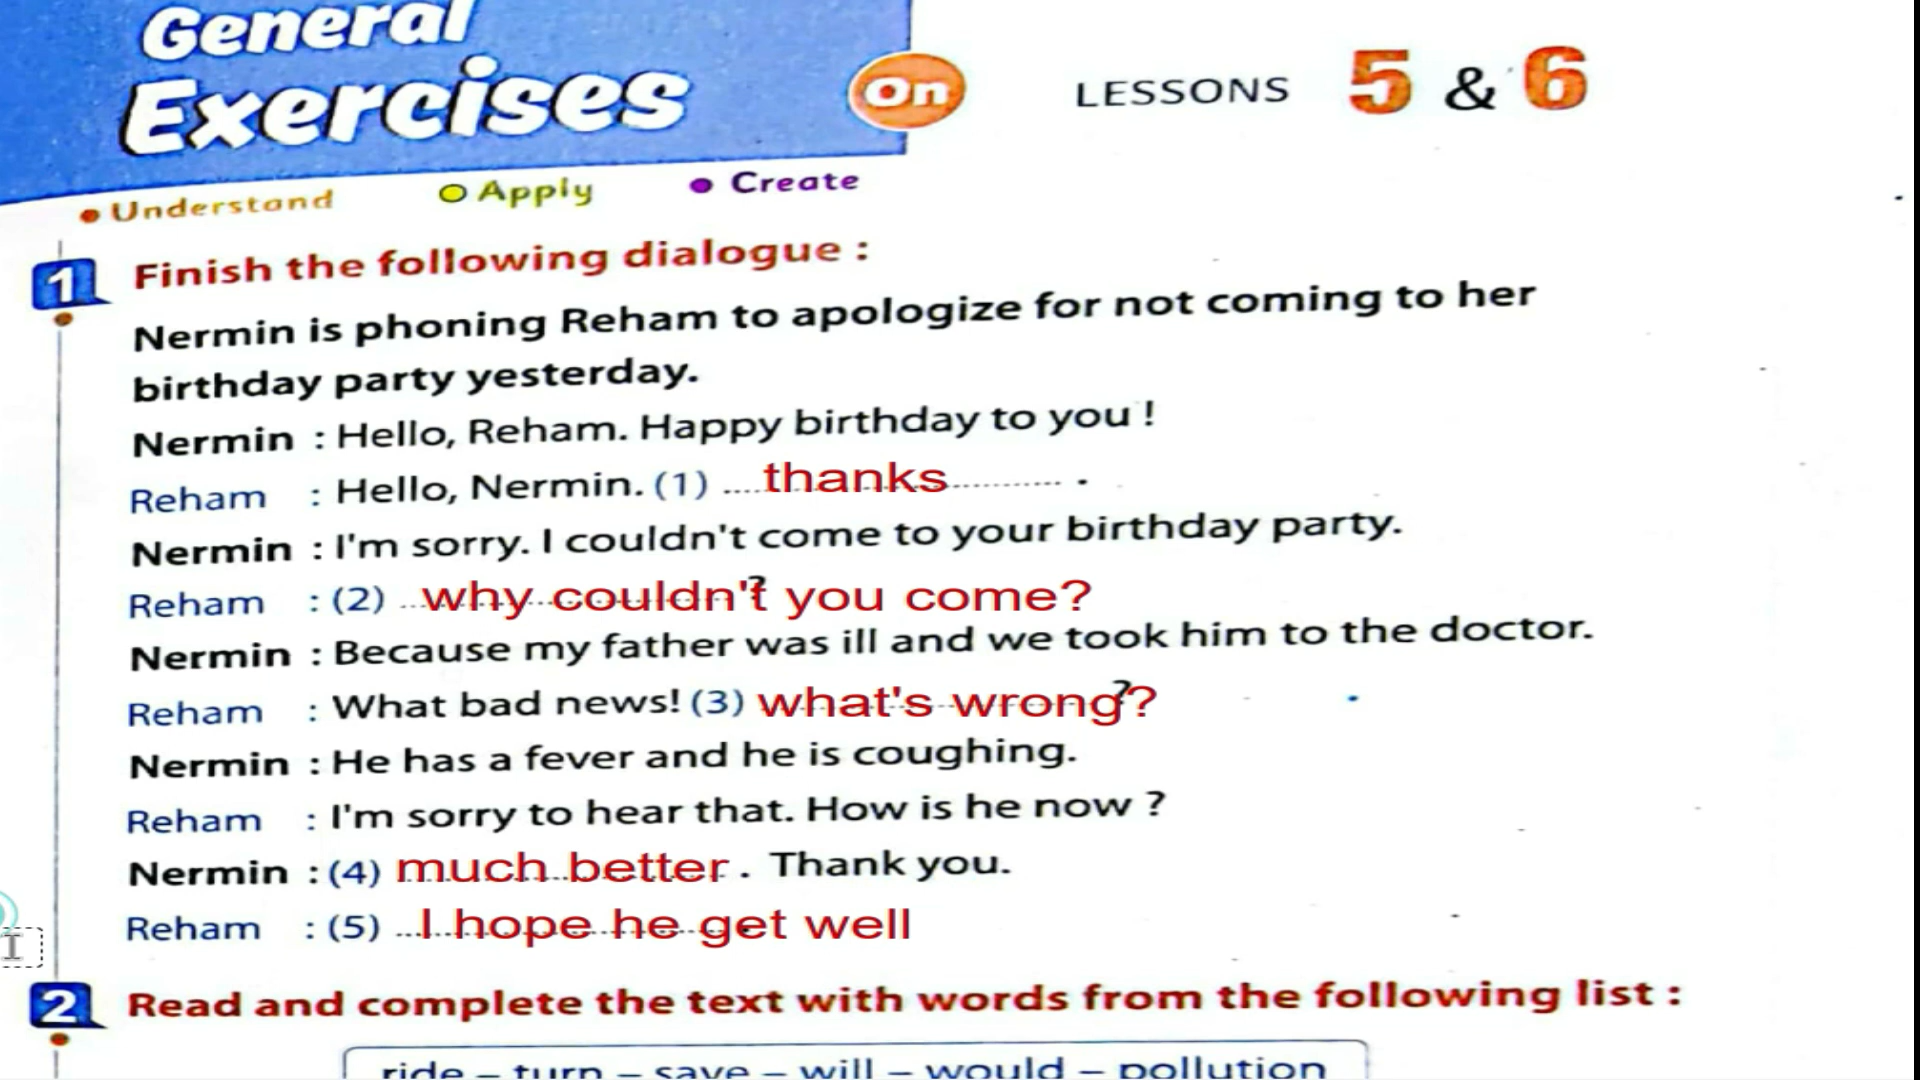 General
Exercises
On
LESSONS 5 & 6
Understand Apply Create
1 Finish the following dialogue :
Nermin is phoning Reham to apologize for not coming to her
birthday party yesterday.
Nermin : Hello, Reham. Happy birthday to you !
Reham : Hello, Nermin. (1) ....thanks............ .
Nermin : I'm sorry. I couldn't come to your birthday party.
Reham : (2) ...why couldn't you come? ?
Nermin : Because my father was ill and we took him to the doctor.
Reham : What bad news! (3) what's wrong? ?
Nermin : He has a fever and he is coughing.
Reham : I'm sorry to hear that. How is he now ?
Nermin : (4) much better . Thank you.
Reham : (5) ...I hope he get well
2 Read and complete the text with words from the following list :
ride – turn – save – will – would – pollution